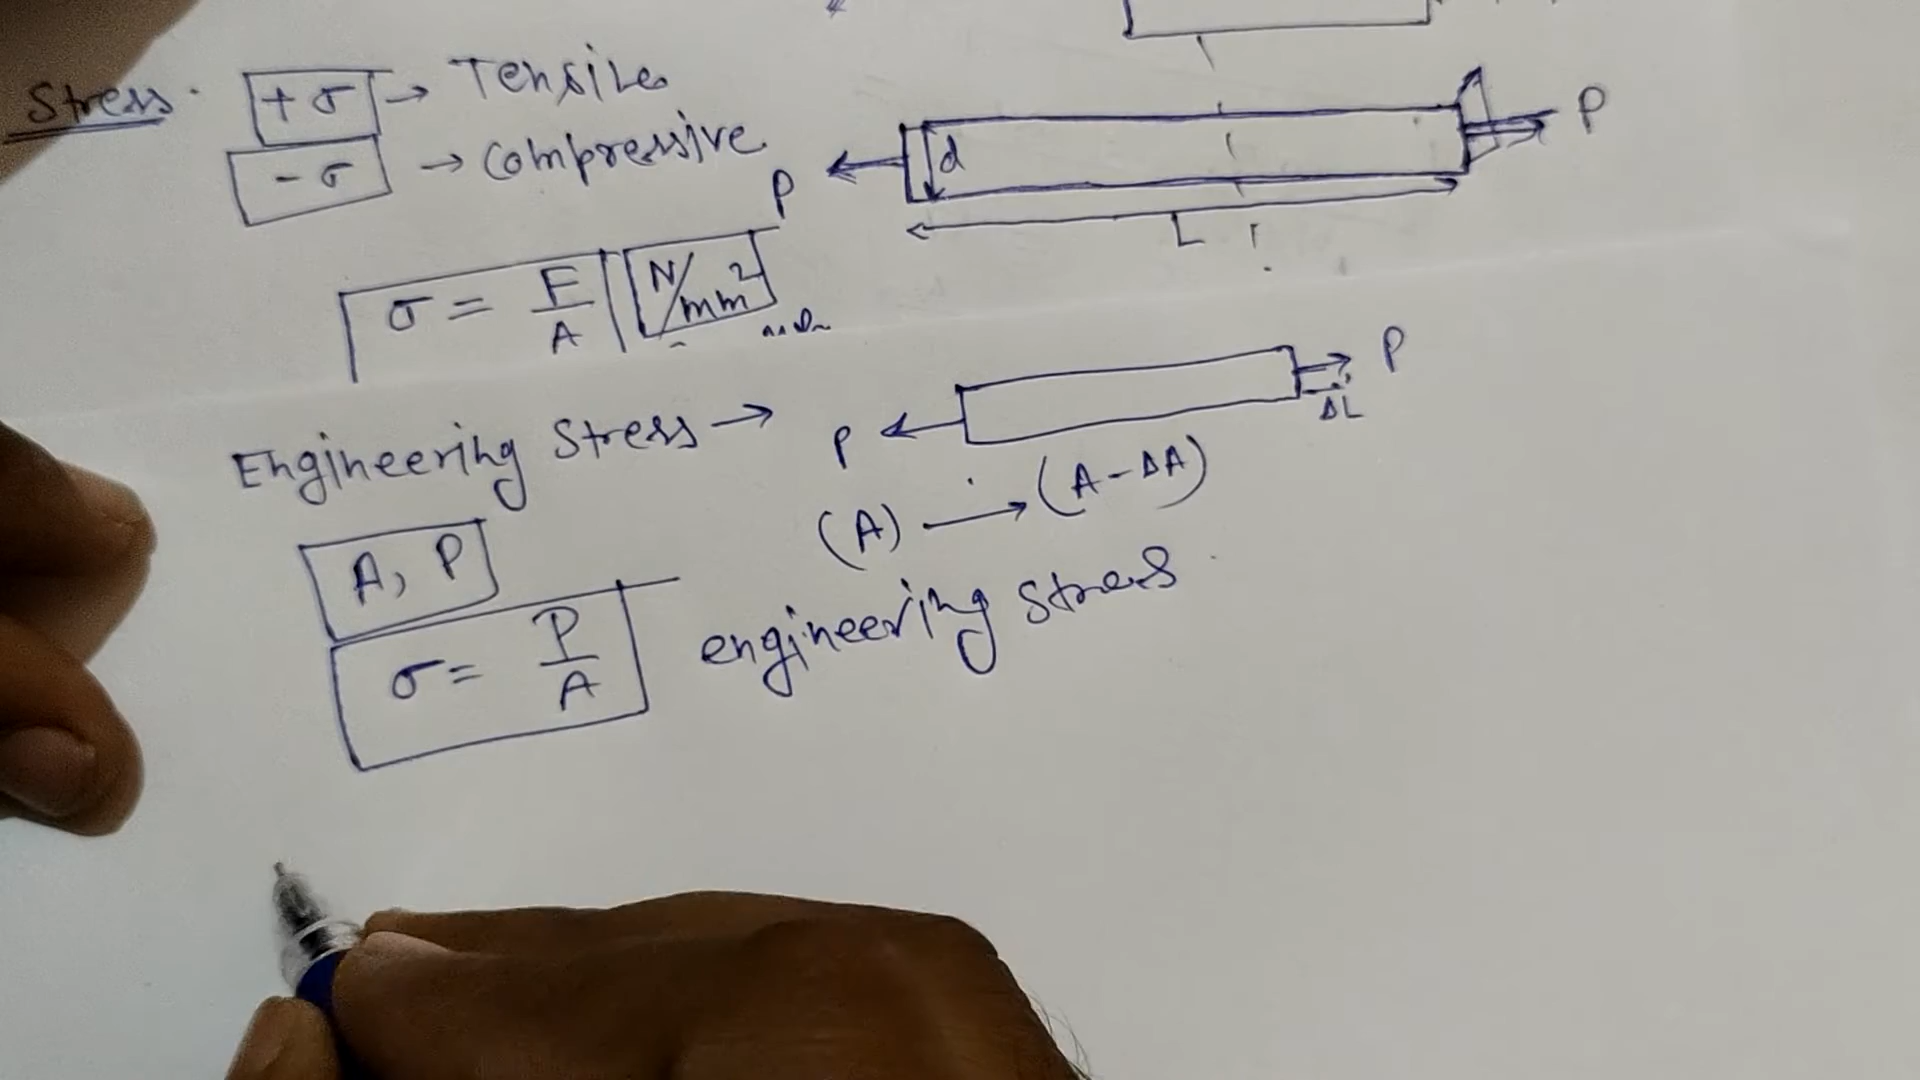 Stress. +σ → Tensile
-σ → Compressive
P
d
P
L
σ = F/A N/mm²
Engineering Stress →
P
P
ΔL
(A) → (A-ΔA)
A, P
σ = P/A engineering stress